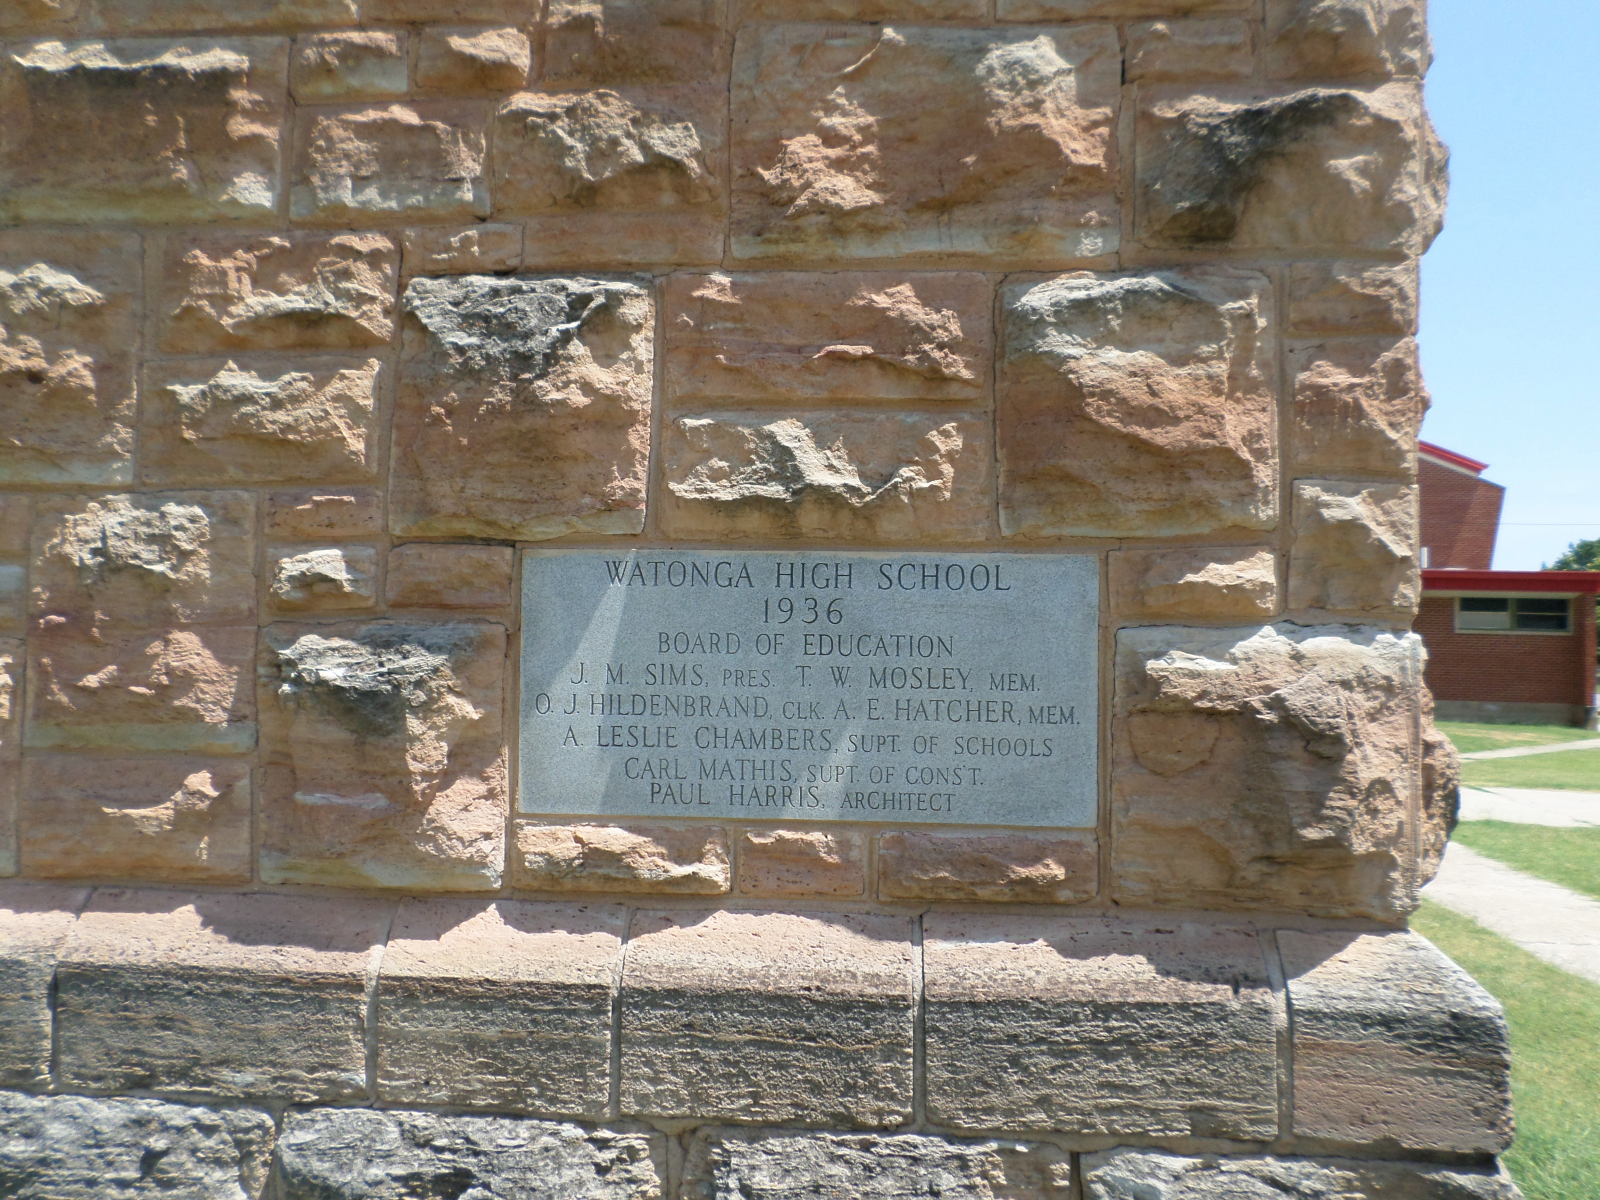 WATONGA HIGH SCHOOL
1936
BOARD OF EDUCATION
J. M. SIMS, PRES. T. W. MOSLEY, MEM.
O. J. HILDENBRAND, CLK. A. E. HATCHER, MEM.
A. LESLIE CHAMBERS, SUPT. OF SCHOOLS
CARL MATHIS, SUPT. OF CONS'T.
PAUL HARRIS, ARCHITECT